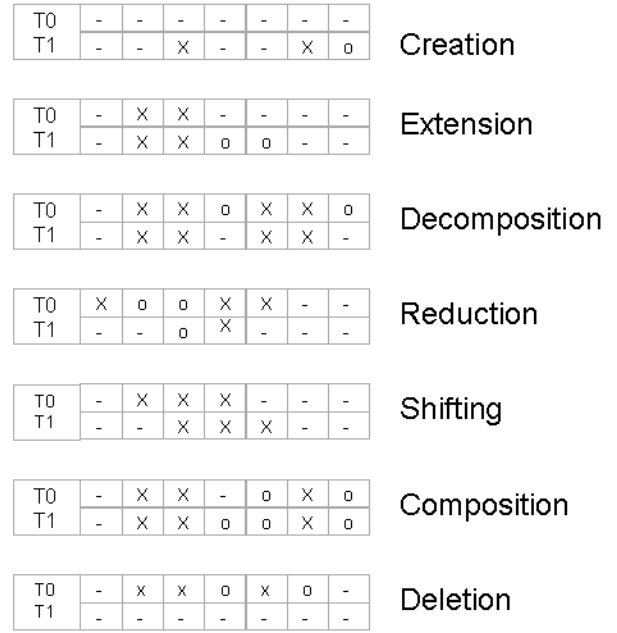 T0 - - - - - - -
T1 - - X - - X o
Creation
T0 - X X - - - -
T1 - X X o o - -
Extension
T0 - X X o X X o
T1 - X X - X X -
Decomposition
T0 X o o X X - -
T1 - - o X - - -
Reduction
T0 - X X X - - -
T1 - - X X X - -
Shifting
T0 - X X - o X o
T1 - X X o o X o
Composition
T0 - x x o x o -
T1 - - - - - - -
Deletion